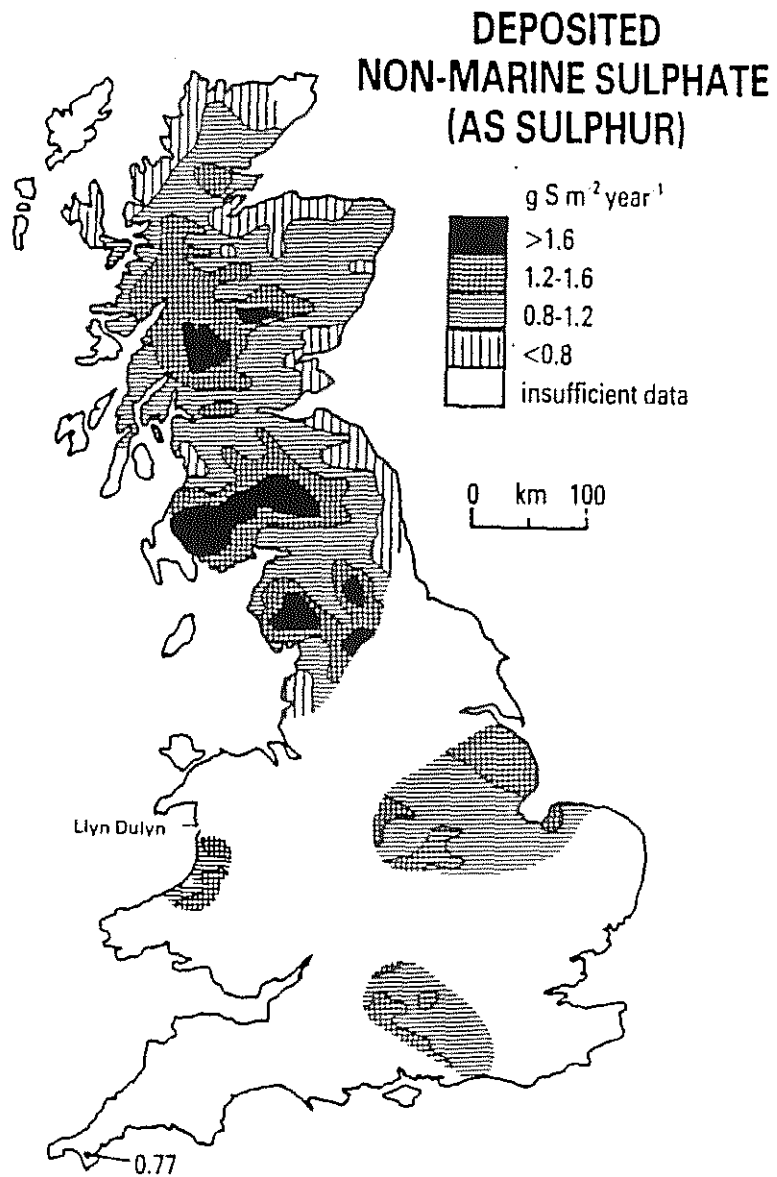 DEPOSITED
NON-MARINE SULPHATE
(AS SULPHUR)
g S m⁻² year⁻¹
>1.6
1.2-1.6
0.8-1.2
<0.8
insufficient data
0 km 100
Llyn Dulyn
0.77